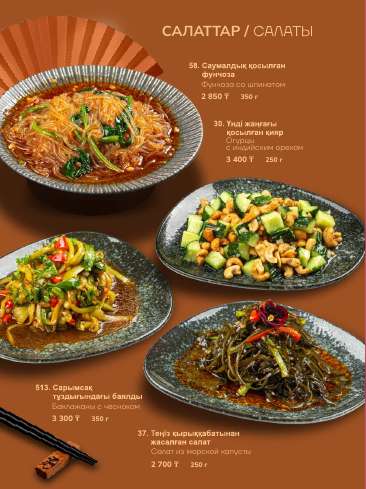 САЛАТТАР / САЛАТЫ
58. Саумалдық қосылған
фунчоза
Фунчоза со шпинатом
2 850 ₸ 350 г
30. Үнді жаңғағы
қосылған қияр
Огурцы
с индийским орехом
3 400 ₸ 250 г
513. Сарымсақ
тұздығындағы баялды
Баклажаны с чесноком
3 300 ₸ 350 г
37. Теңіз қырыққабатынан
жасалған салат
Салат из морской капусты
2 700 ₸ 250 г